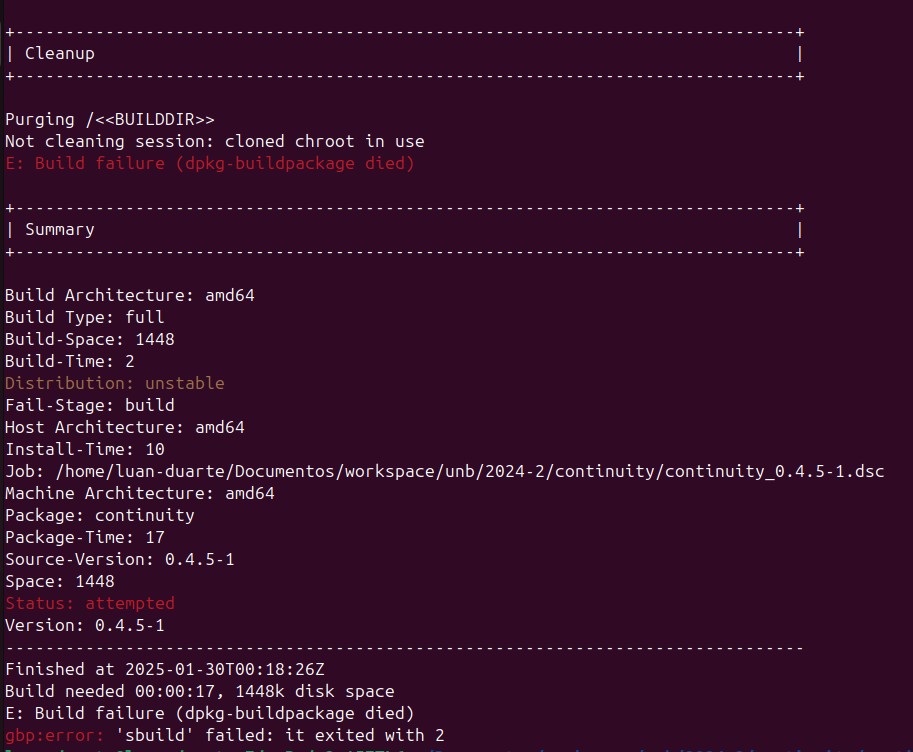 +------------------------------------------------------------------------------+
| Cleanup                                                                      |
+------------------------------------------------------------------------------+
Purging /<<BUILDDIR>>
Not cleaning session: cloned chroot in use
E: Build failure (dpkg-buildpackage died)
+------------------------------------------------------------------------------+
| Summary                                                                      |
+------------------------------------------------------------------------------+
Build Architecture: amd64
Build Type: full
Build-Space: 1448
Build-Time: 2
Distribution: unstable
Fail-Stage: build
Host Architecture: amd64
Install-Time: 10
Job: /home/luan-duarte/Documentos/workspace/unb/2024-2/continuity/continuity_0.4.5-1.dsc
Machine Architecture: amd64
Package: continuity
Package-Time: 17
Source-Version: 0.4.5-1
Space: 1448
Status: attempted
Version: 0.4.5-1
--------------------------------------------------------------------------------
Finished at 2025-01-30T00:18:26Z
Build needed 00:00:17, 1448k disk space
E: Build failure (dpkg-buildpackage died)
gbp:error: 'sbuild' failed: it exited with 2